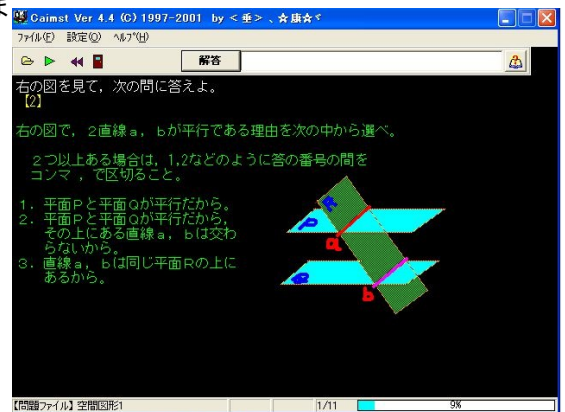 Caimst Ver 4.4 (C) 1997-2001 by <垂>、☆康☆ミ
ファイル(F) 設定(O) ヘルプ(H)
解答
右の図を見て，次の問に答えよ。
【2】
右の図で，2直線a，bが平行である理由を次の中から選べ。
２つ以上ある場合は，1,2などのように答の番号の間を
コンマ，で区切ること。
1．平面Pと平面Qが平行だから。
2．平面Pと平面Qが平行だから，
その上にある直線a，bは交わ
らないから。
3．直線a，bは同じ平面Rの上に
あるから。
R
P
a
Q
b
【問題ファイル】空間図形1
1/11
9%